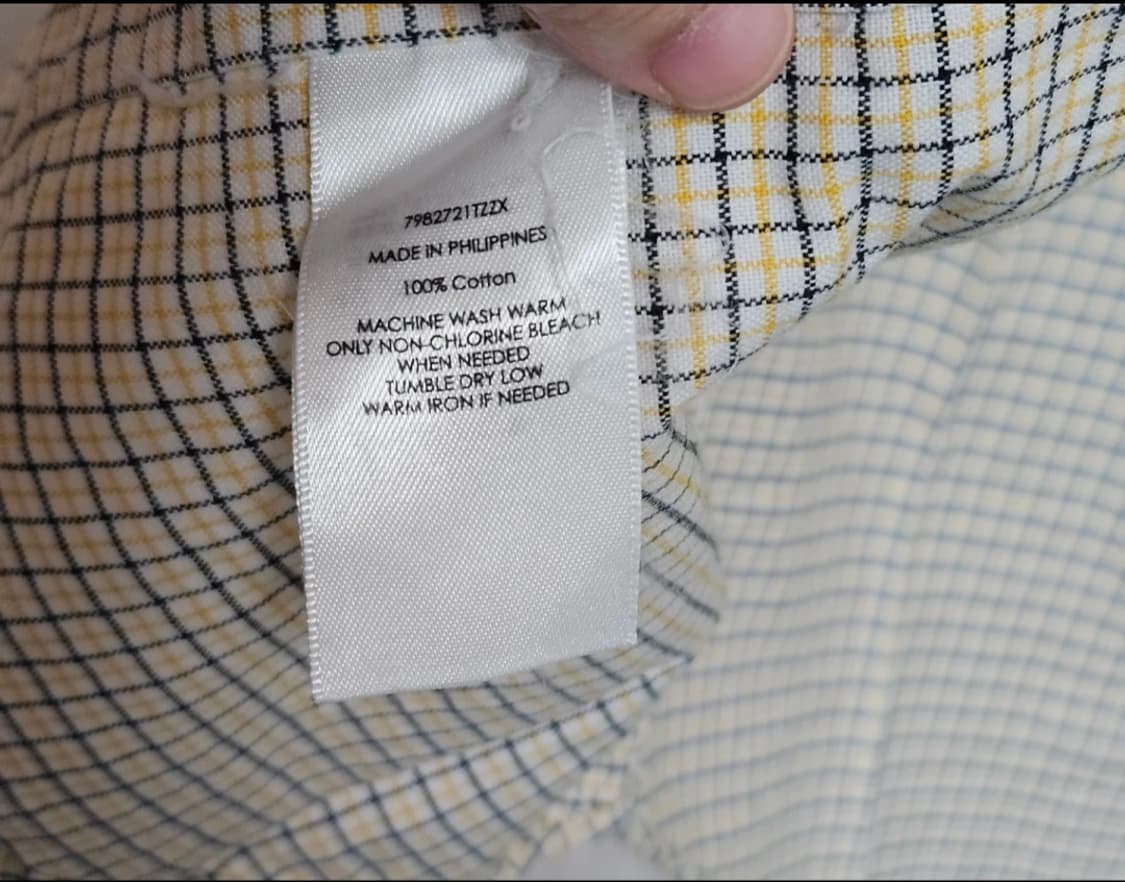 7982721TZZX
MADE IN PHILIPPINES
100% Cotton
MACHINE WASH WARM
ONLY NON-CHLORINE BLEACH
WHEN NEEDED
TUMBLE DRY LOW
WARM IRON IF NEEDED